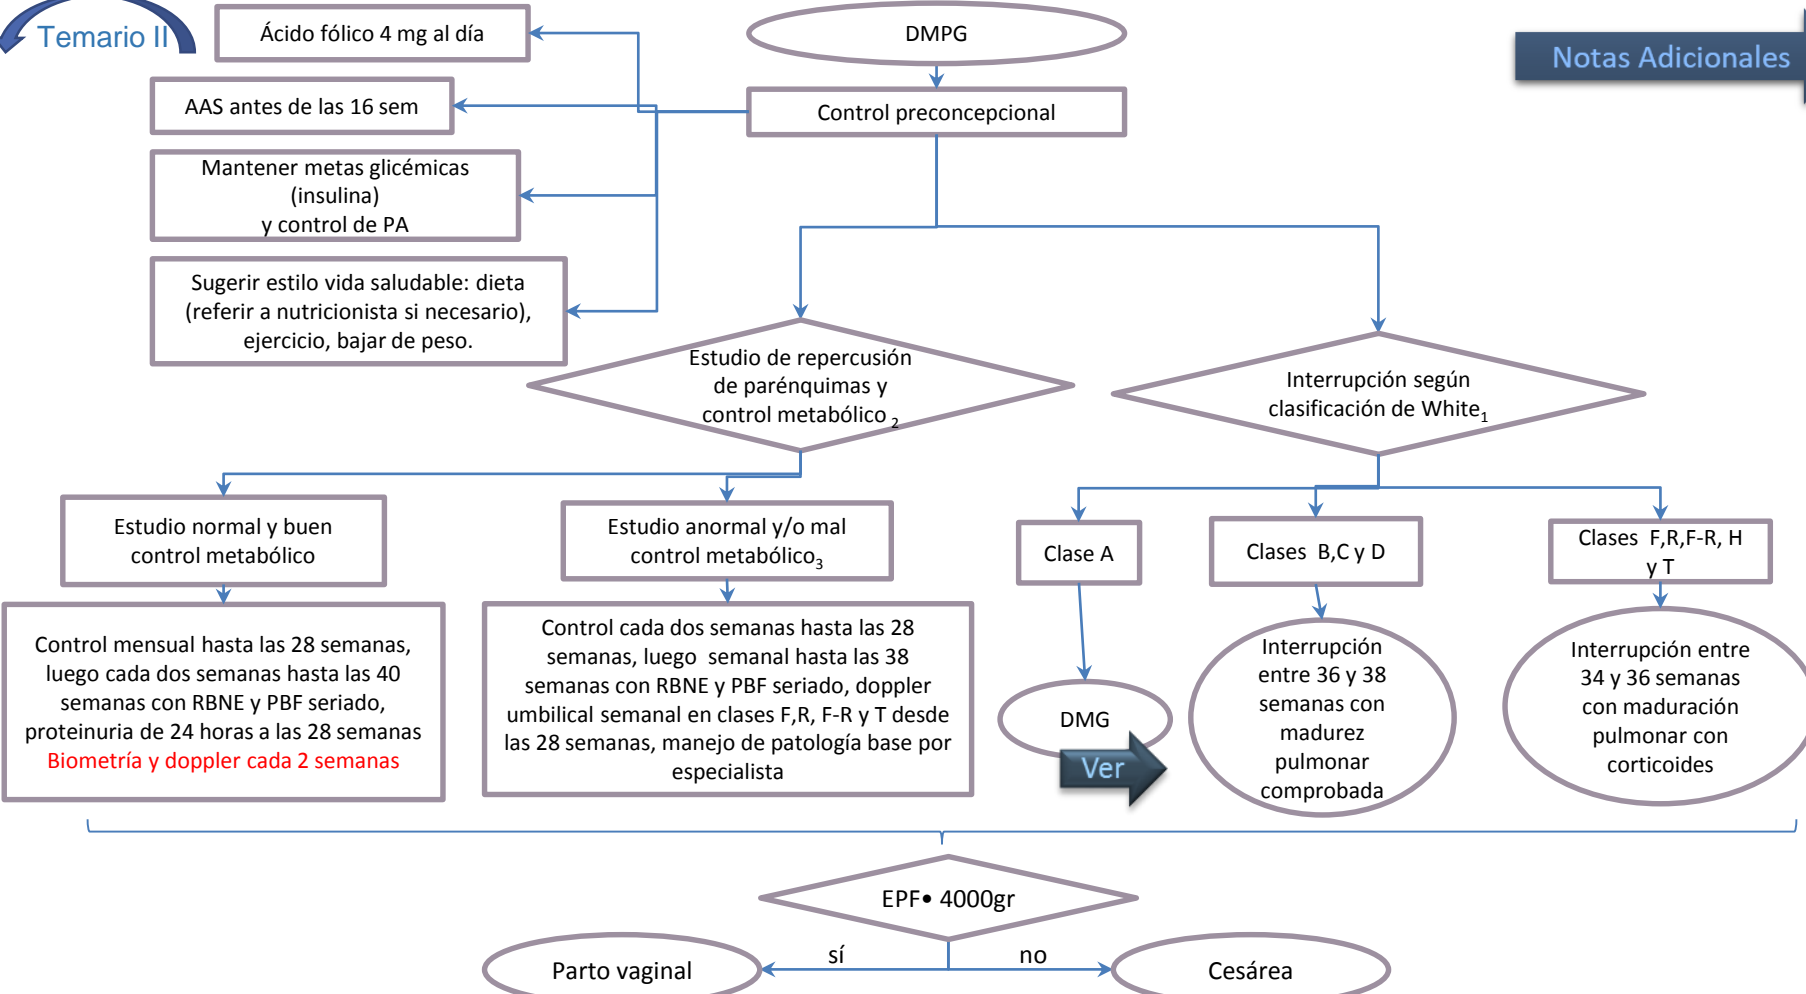 Temario II
Ácido fólico 4 mg al día
DMPG
Notas Adicionales
AAS antes de las 16 sem
Control preconcepcional
Mantener metas glicémicas
(insulina)
y control de PA
Sugerir estilo vida saludable: dieta
(referir a nutricionista si necesario),
ejercicio, bajar de peso.
Estudio de repercusión
de parénquimas y
control metabólico 2
Interrupción según
clasificación de White1
Estudio normal y buen
control metabólico
Estudio anormal y/o mal
control metabólico3
Clase A
Clases B,C y D
Clases F,R,F-R, H
y T
Control mensual hasta las 28 semanas,
luego cada dos semanas hasta las 40
semanas con RBNE y PBF seriado,
proteinuria de 24 horas a las 28 semanas
Biometría y doppler cada 2 semanas
Control cada dos semanas hasta las 28
semanas, luego semanal hasta las 38
semanas con RBNE y PBF seriado, doppler
umbilical semanal en clases F,R, F-R y T desde
las 28 semanas, manejo de patología base por
especialista
DMG
Ver
Interrupción
entre 36 y 38
semanas con
madurez
pulmonar
comprobada
Interrupción entre
34 y 36 semanas
con maduración
pulmonar con
corticoides
EPF• 4000gr
sí
no
Parto vaginal
Cesárea